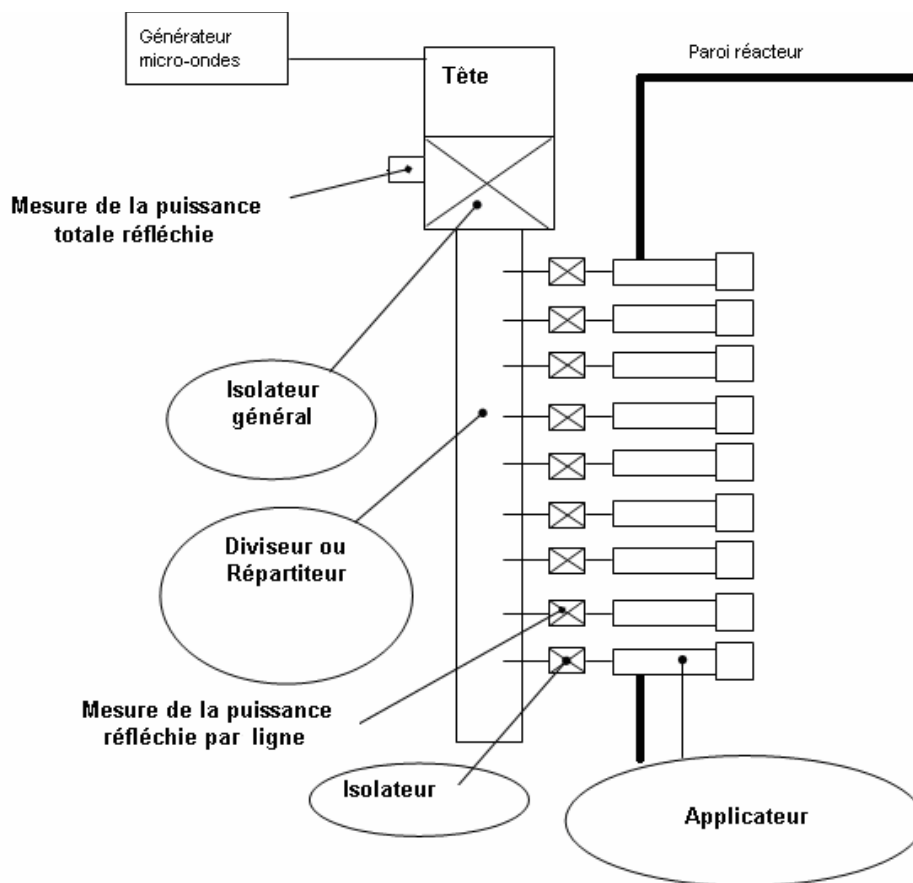 Générateur
micro-ondes
Tête
Paroi réacteur
Mesure de la puissance
totale réfléchie
Isolateur
général
Diviseur ou
Répartiteur
Mesure de la puissance
réfléchie par ligne
Isolateur
Applicateur